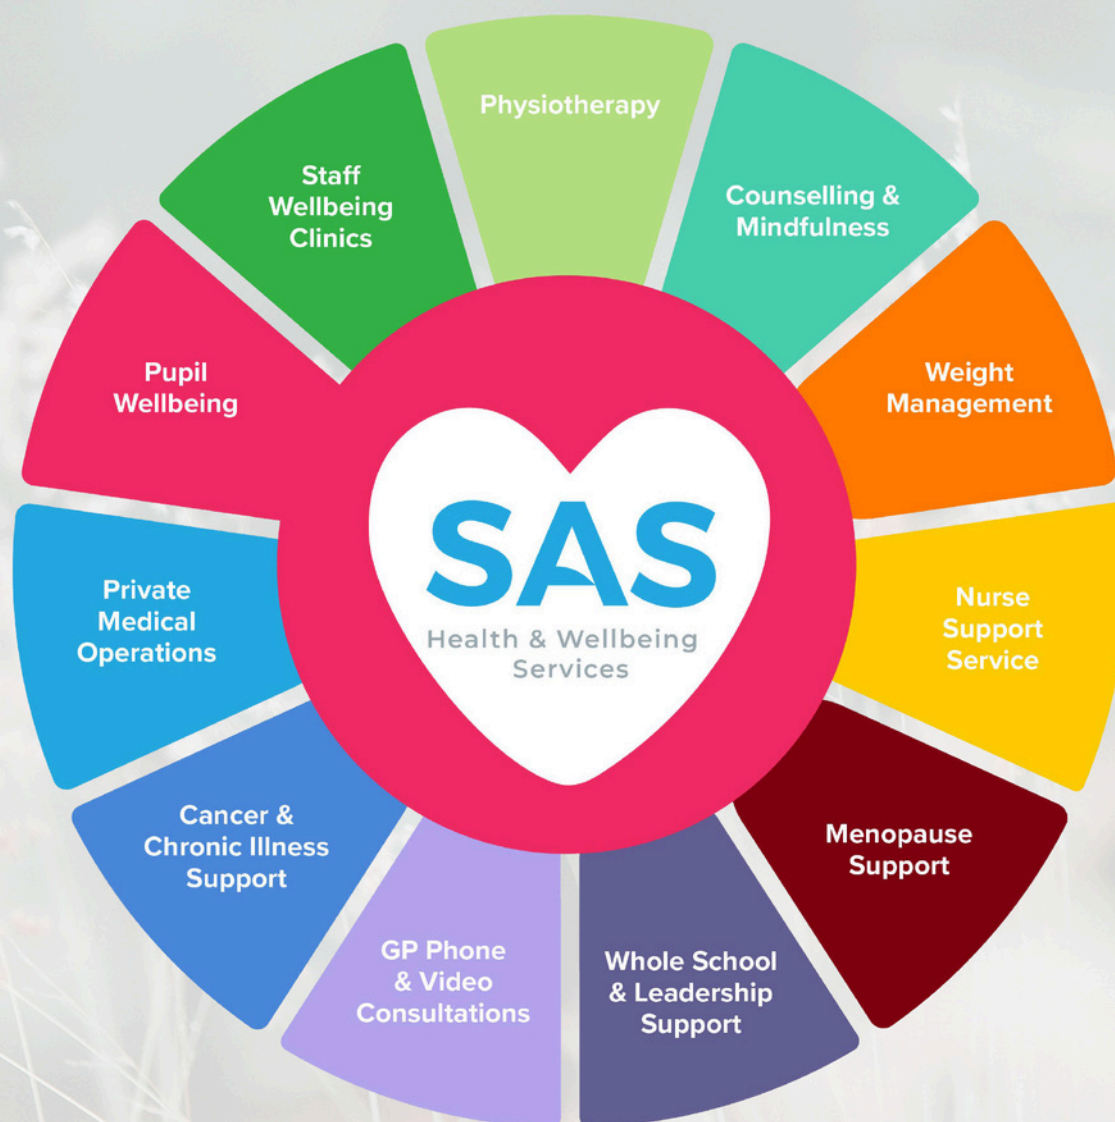 Physiotherapy
Counselling &
Mindfulness
Weight
Management
Nurse
Support
Service
Menopause
Support
Whole School
& Leadership
Support
GP Phone
& Video
Consultations
Cancer &
Chronic Illness
Support
Private
Medical
Operations
Pupil
Wellbeing
Staff
Wellbeing
Clinics
SAS
Health & Wellbeing
Services